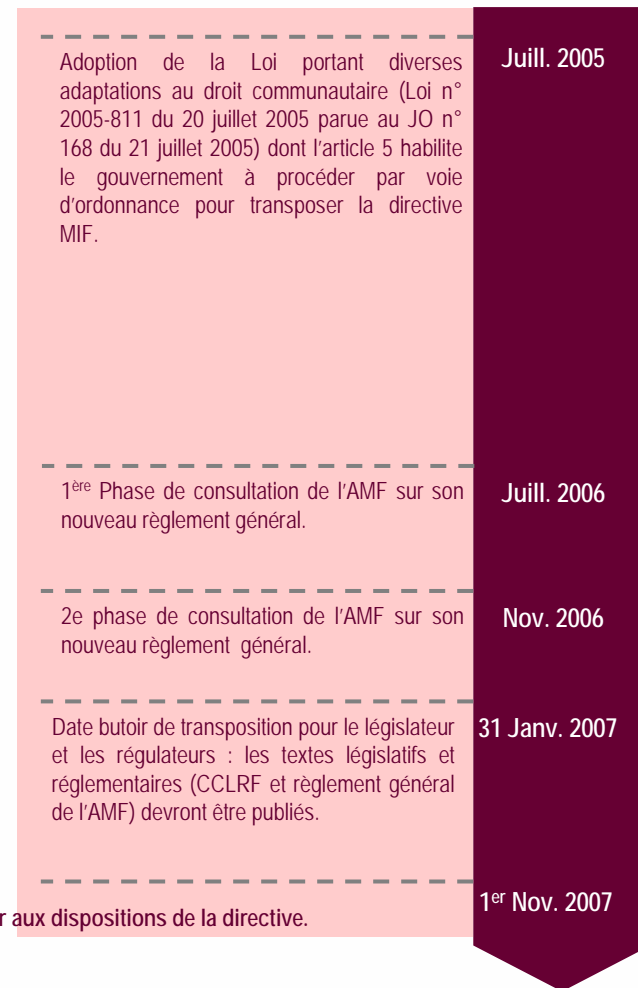 Adoption de la Loi portant diverses
adaptations au droit communautaire (Loi n°
2005-811 du 20 juillet 2005 parue au JO n°
168 du 21 juillet 2005) dont l'article 5 habilite
le gouvernement à procéder par voie
d'ordonnance pour transposer la directive
MIF.
Juill. 2005
1ère Phase de consultation de l'AMF sur son
nouveau règlement général.
Juill. 2006
2e phase de consultation de l'AMF sur son
nouveau règlement général.
Nov. 2006
Date butoir de transposition pour le législateur
et les régulateurs : les textes législatifs et
réglementaires (CCLRF et règlement général
de l'AMF) devront être publiés.
31 Janv. 2007
1er Nov. 2007
r aux dispositions de la directive.